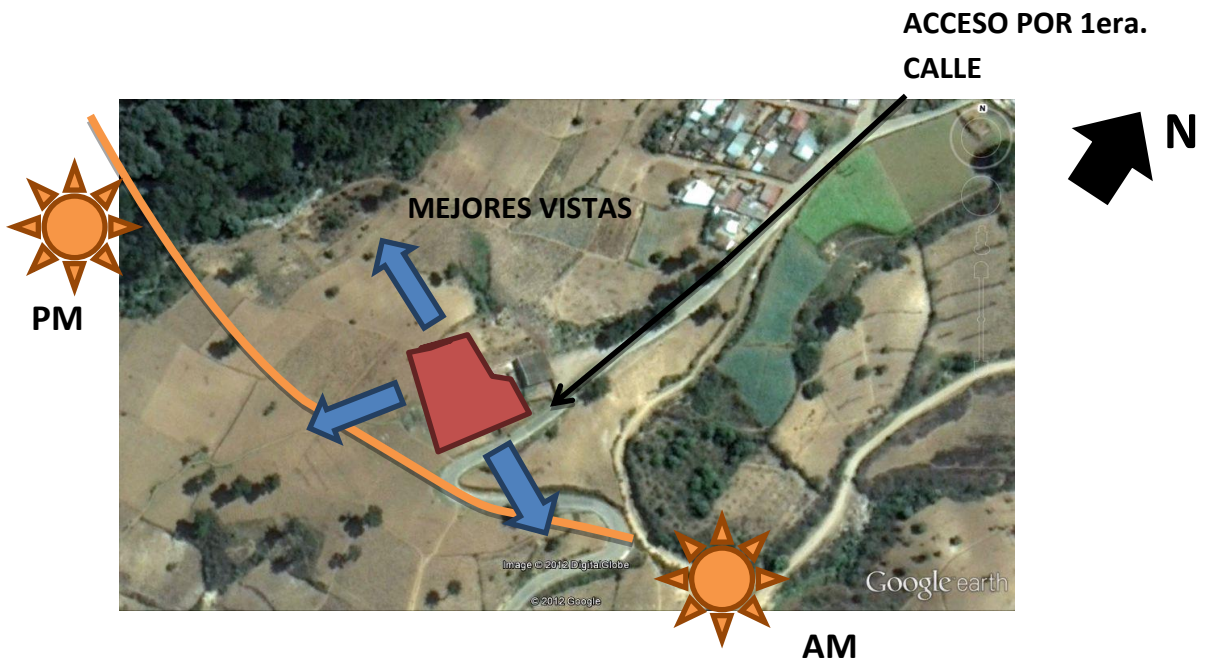 ACCESO POR 1era.
CALLE
N
N
MEJORES VISTAS
PM
Image © 2012 DigitalGlobe
© 2012 Google
Google earth
AM